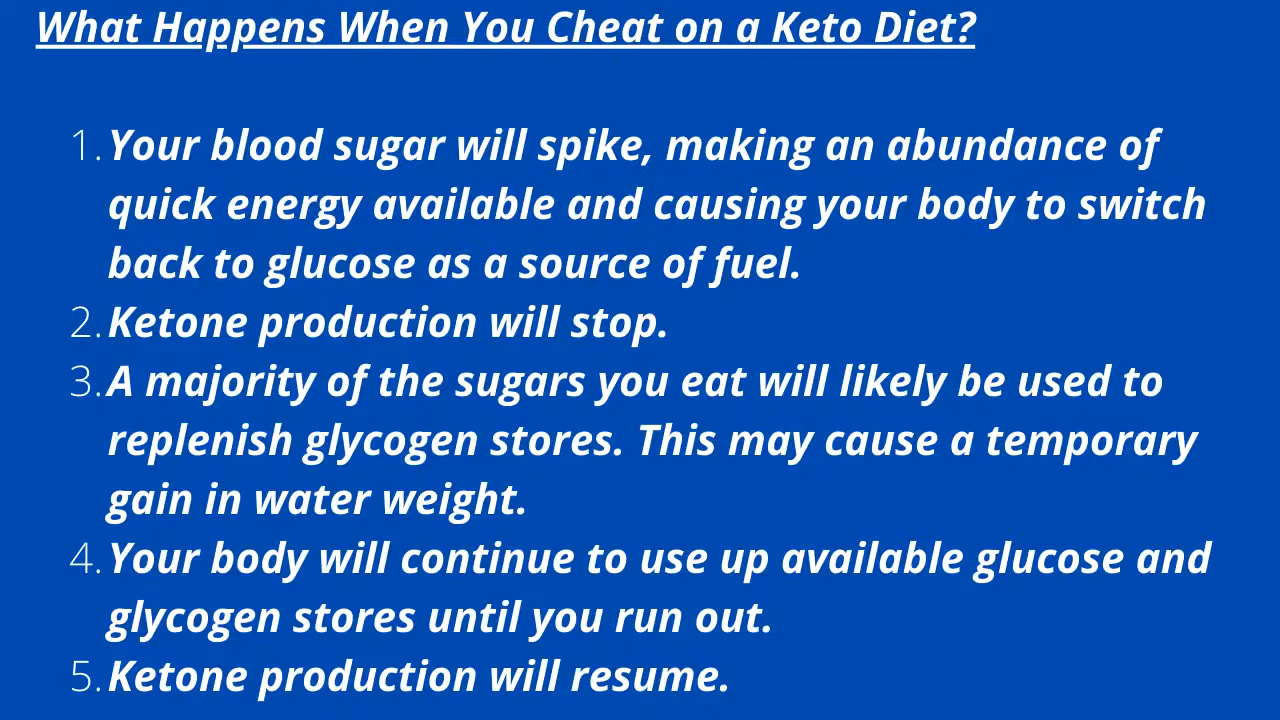 What Happens When You Cheat on a Keto Diet?
1. Your blood sugar will spike, making an abundance of
quick energy available and causing your body to switch
back to glucose as a source of fuel.
2. Ketone production will stop.
3. A majority of the sugars you eat will likely be used to
replenish glycogen stores. This may cause a temporary
gain in water weight.
4. Your body will continue to use up available glucose and
glycogen stores until you run out.
5. Ketone production will resume.